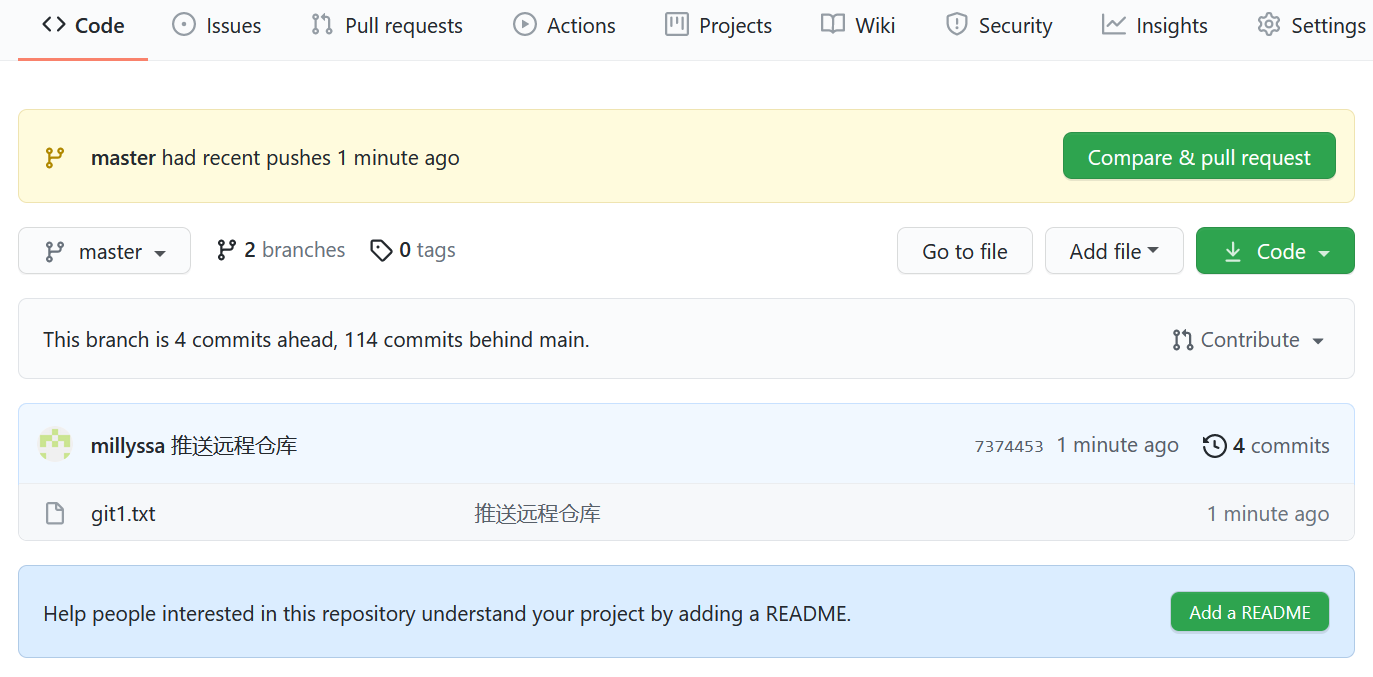 Code Issues Pull requests Actions Projects Wiki Security Insights Settings
master had recent pushes 1 minute ago Compare & pull request
master 2 branches 0 tags Go to file Add file Code
This branch is 4 commits ahead, 114 commits behind main. Contribute
millyssa 推送远程仓库 7374453 1 minute ago 4 commits
git1.txt 推送远程仓库 1 minute ago
Help people interested in this repository understand your project by adding a README. Add a README